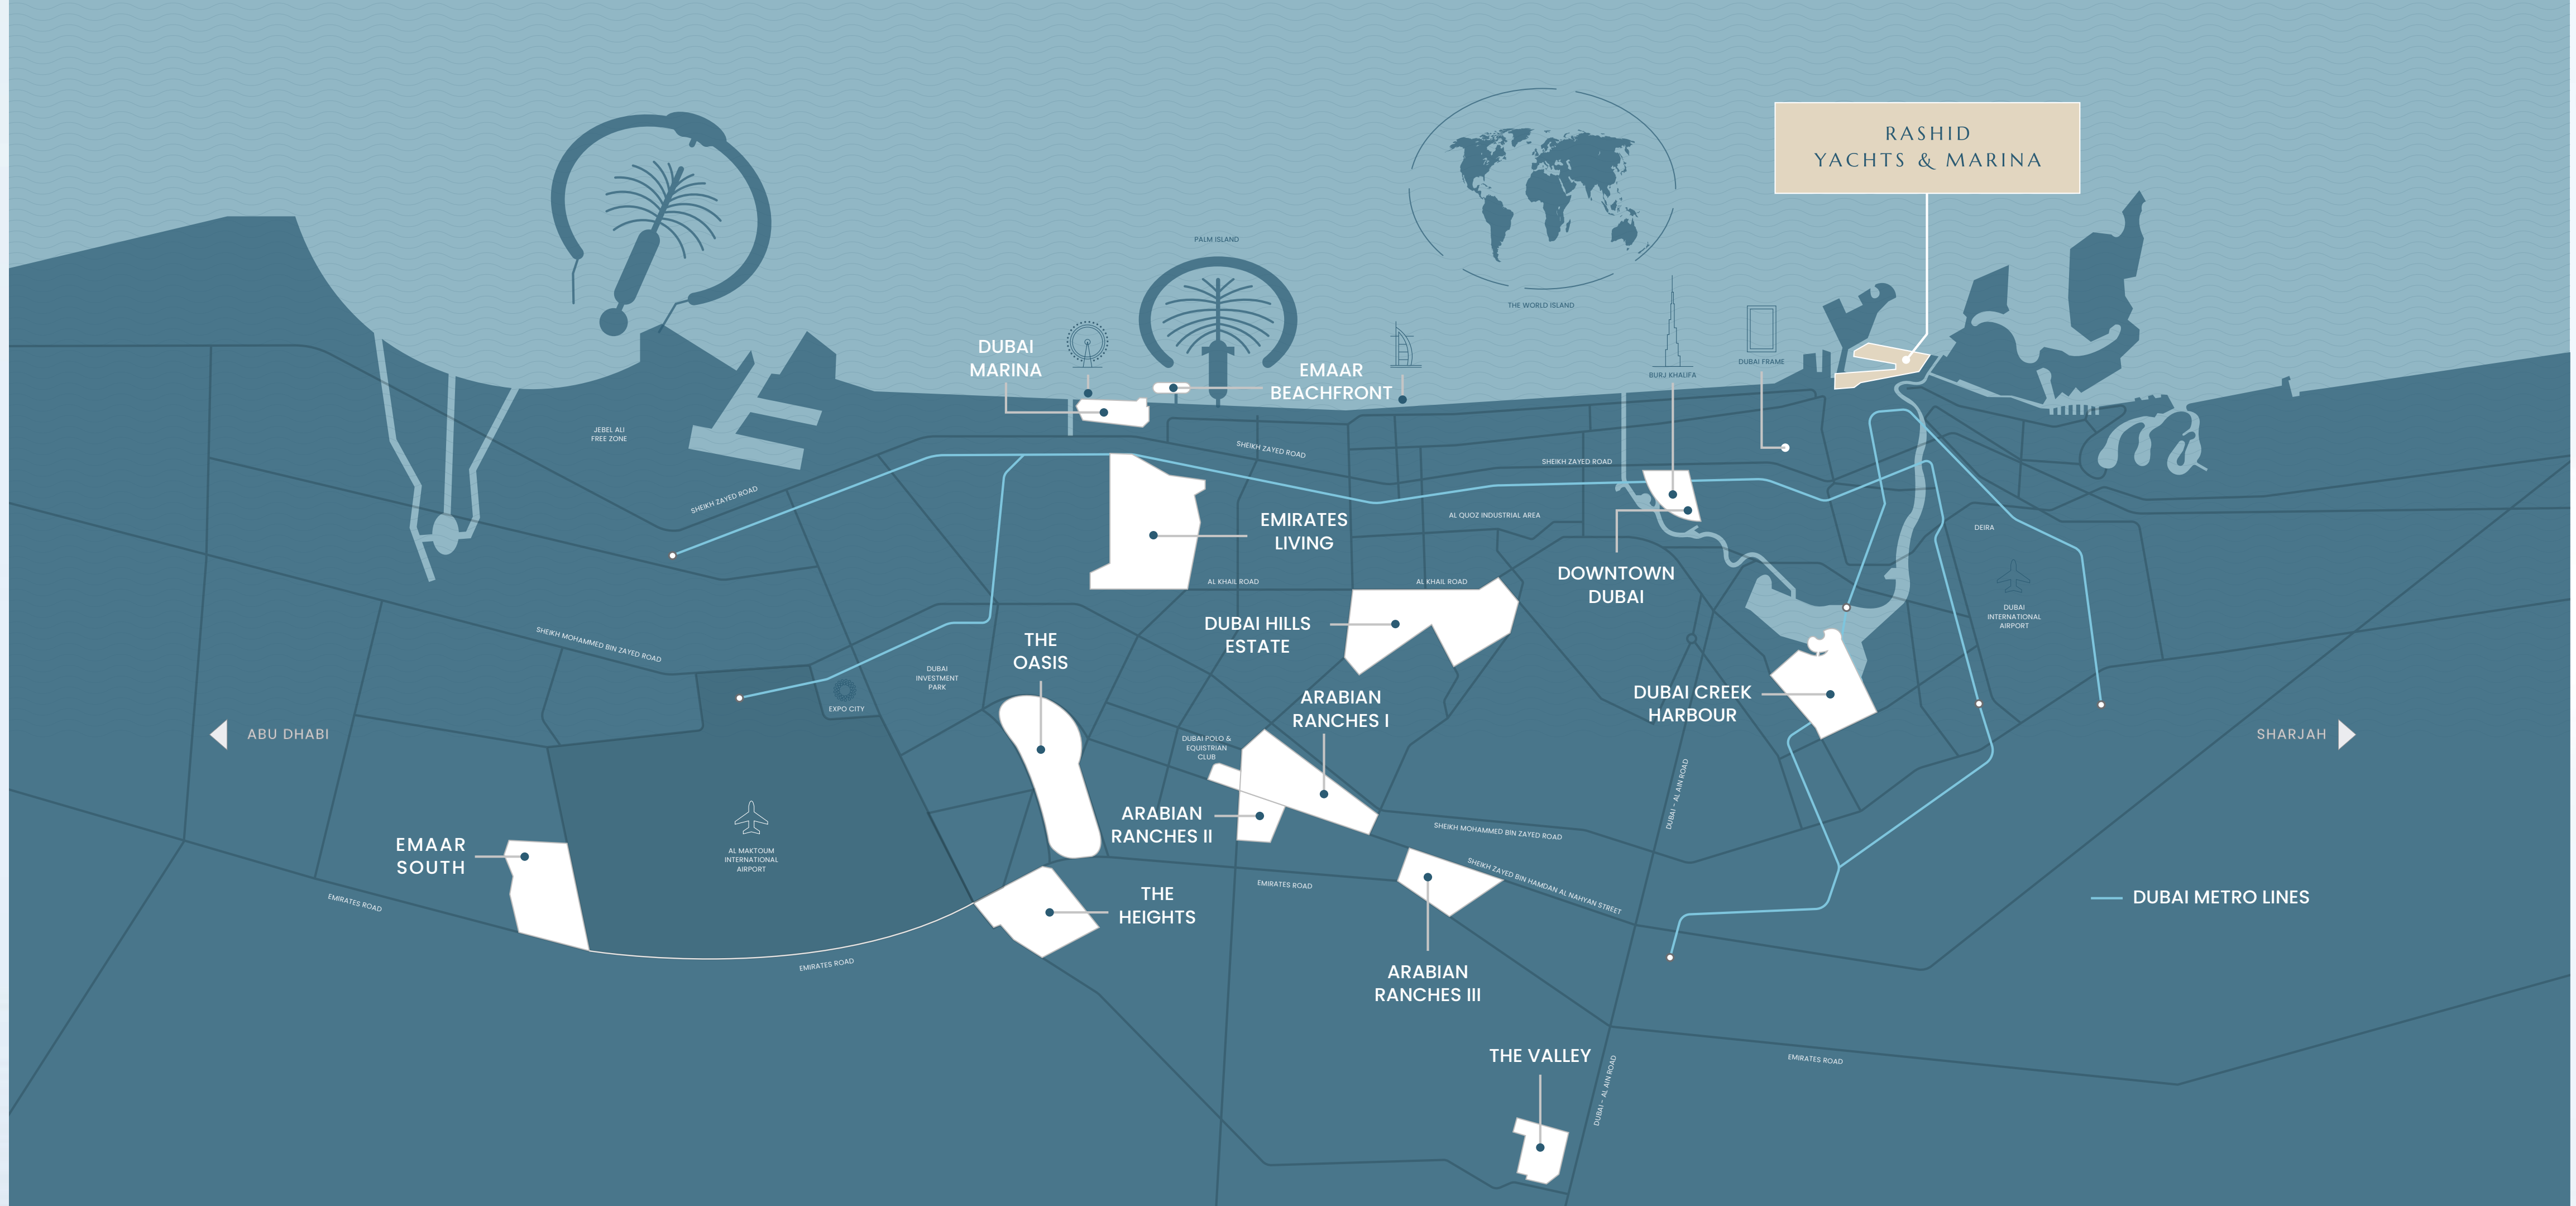 RASHID
YACHTS & MARINA
PALM ISLAND
THE WORLD ISLAND
DUBAI
MARINA
EMAAR
BEACHFRONT
BURJ KHALIFA
DUBAI FRAME
JEBEL ALI
FREE ZONE
SHEIKH ZAYED ROAD
SHEIKH ZAYED ROAD
SHEIKH ZAYED ROAD
AL QUOZ INDUSTRIAL AREA
EMIRATES
LIVING
DEIRA
AL KHAIL ROAD
AL KHAIL ROAD
DOWNTOWN
DUBAI
DUBAI
INTERNATIONAL
AIRPORT
DUBAI HILLS
ESTATE
SHEIKH MOHAMMED BIN ZAYED ROAD
THE
OASIS
DUBAI
INVESTMENT
PARK
EXPO CITY
ARABIAN
RANCHES I
DUBAI CREEK
HARBOUR
ABU DHABI
SHARJAH
DUBAI POLO &
EQUISTRIAN
CLUB
DUBAI - AL AIN ROAD
ARABIAN
RANCHES II
SHEIKH MOHAMMED BIN ZAYED ROAD
EMAAR
SOUTH
AL MAKTOUM
INTERNATIONAL
AIRPORT
SHEIKH ZAYED BIN HAMDAN AL NAHYAN STREET
EMIRATES ROAD
EMIRATES ROAD
THE
HEIGHTS
DUBAI METRO LINES
EMIRATES ROAD
ARABIAN
RANCHES III
THE VALLEY
EMIRATES ROAD
DUBAI - AL AIN ROAD